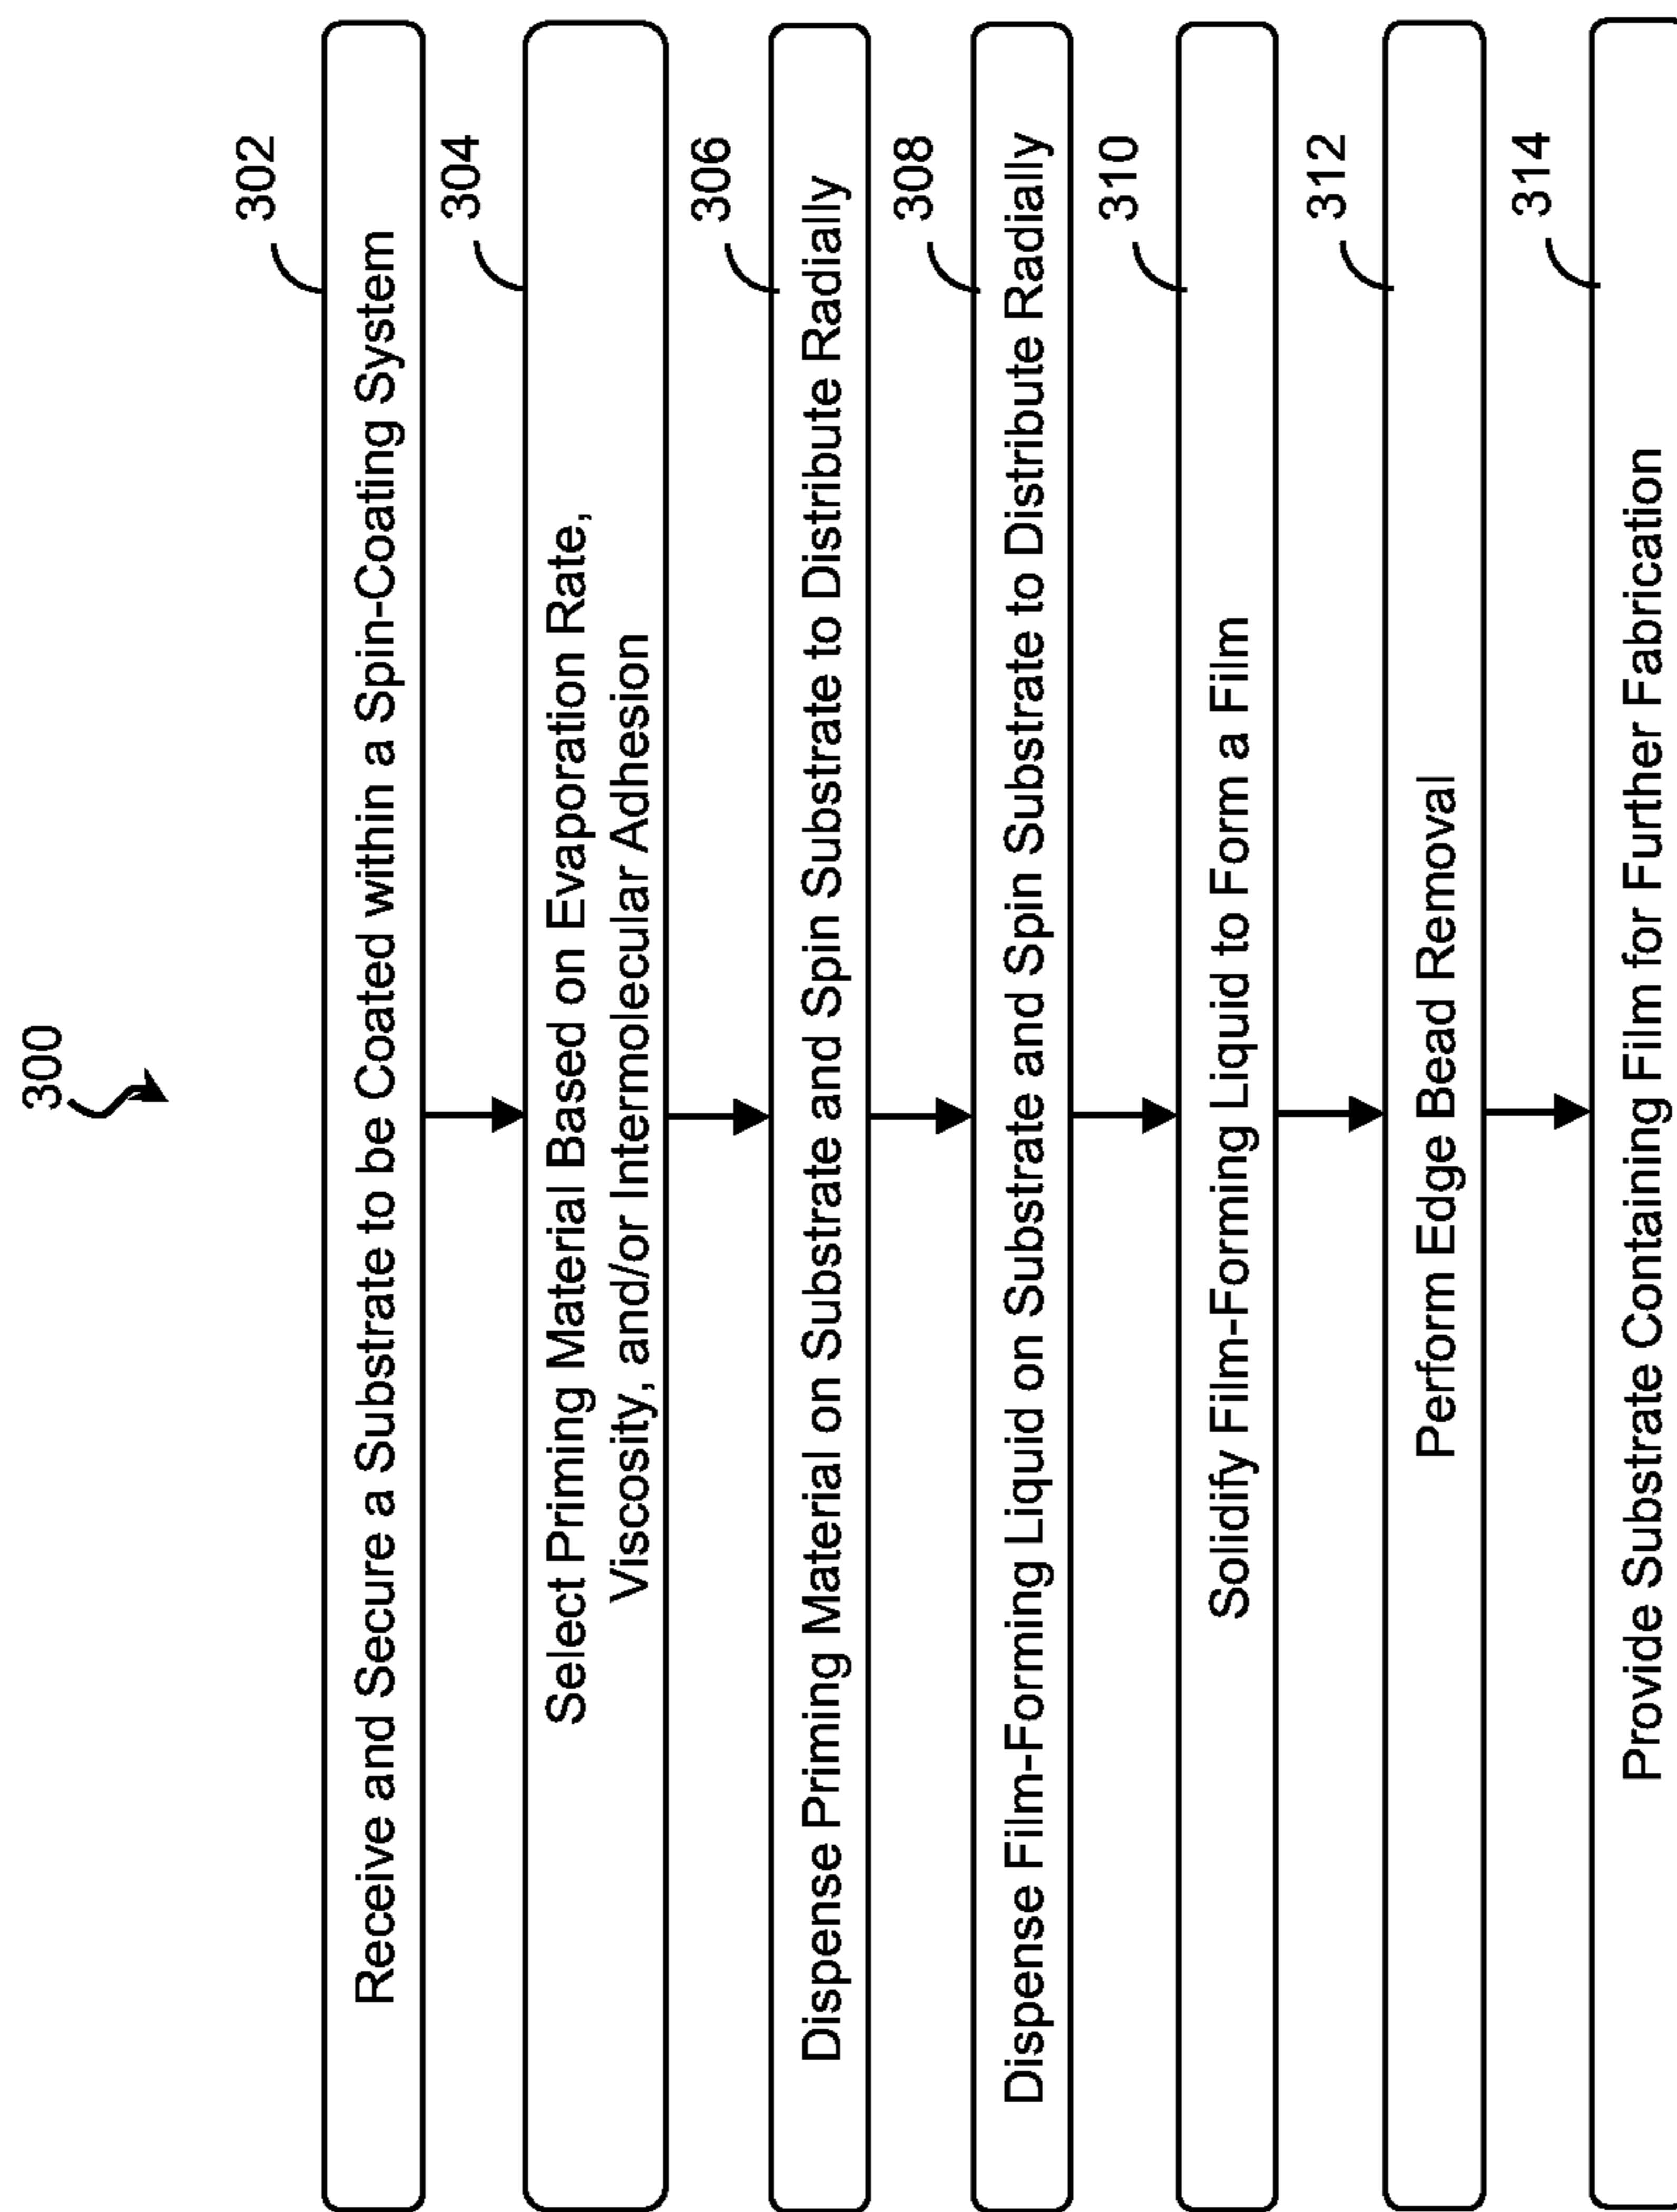 300
302
Receive and Secure a Substrate to be Coated within a Spin-Coating System
304
Select Priming Material Based on Evaporation Rate,
Viscosity, and/or Intermolecular Adhesion
306
Dispense Priming Material on Substrate and Spin Substrate to Distribute Radially
308
Dispense Film-Forming Liquid on Substrate and Spin Substrate to Distribute Radially
310
Solidify Film-Forming Liquid to Form a Film
312
Perform Edge Bead Removal
314
Provide Substrate Containing Film for Further Fabrication